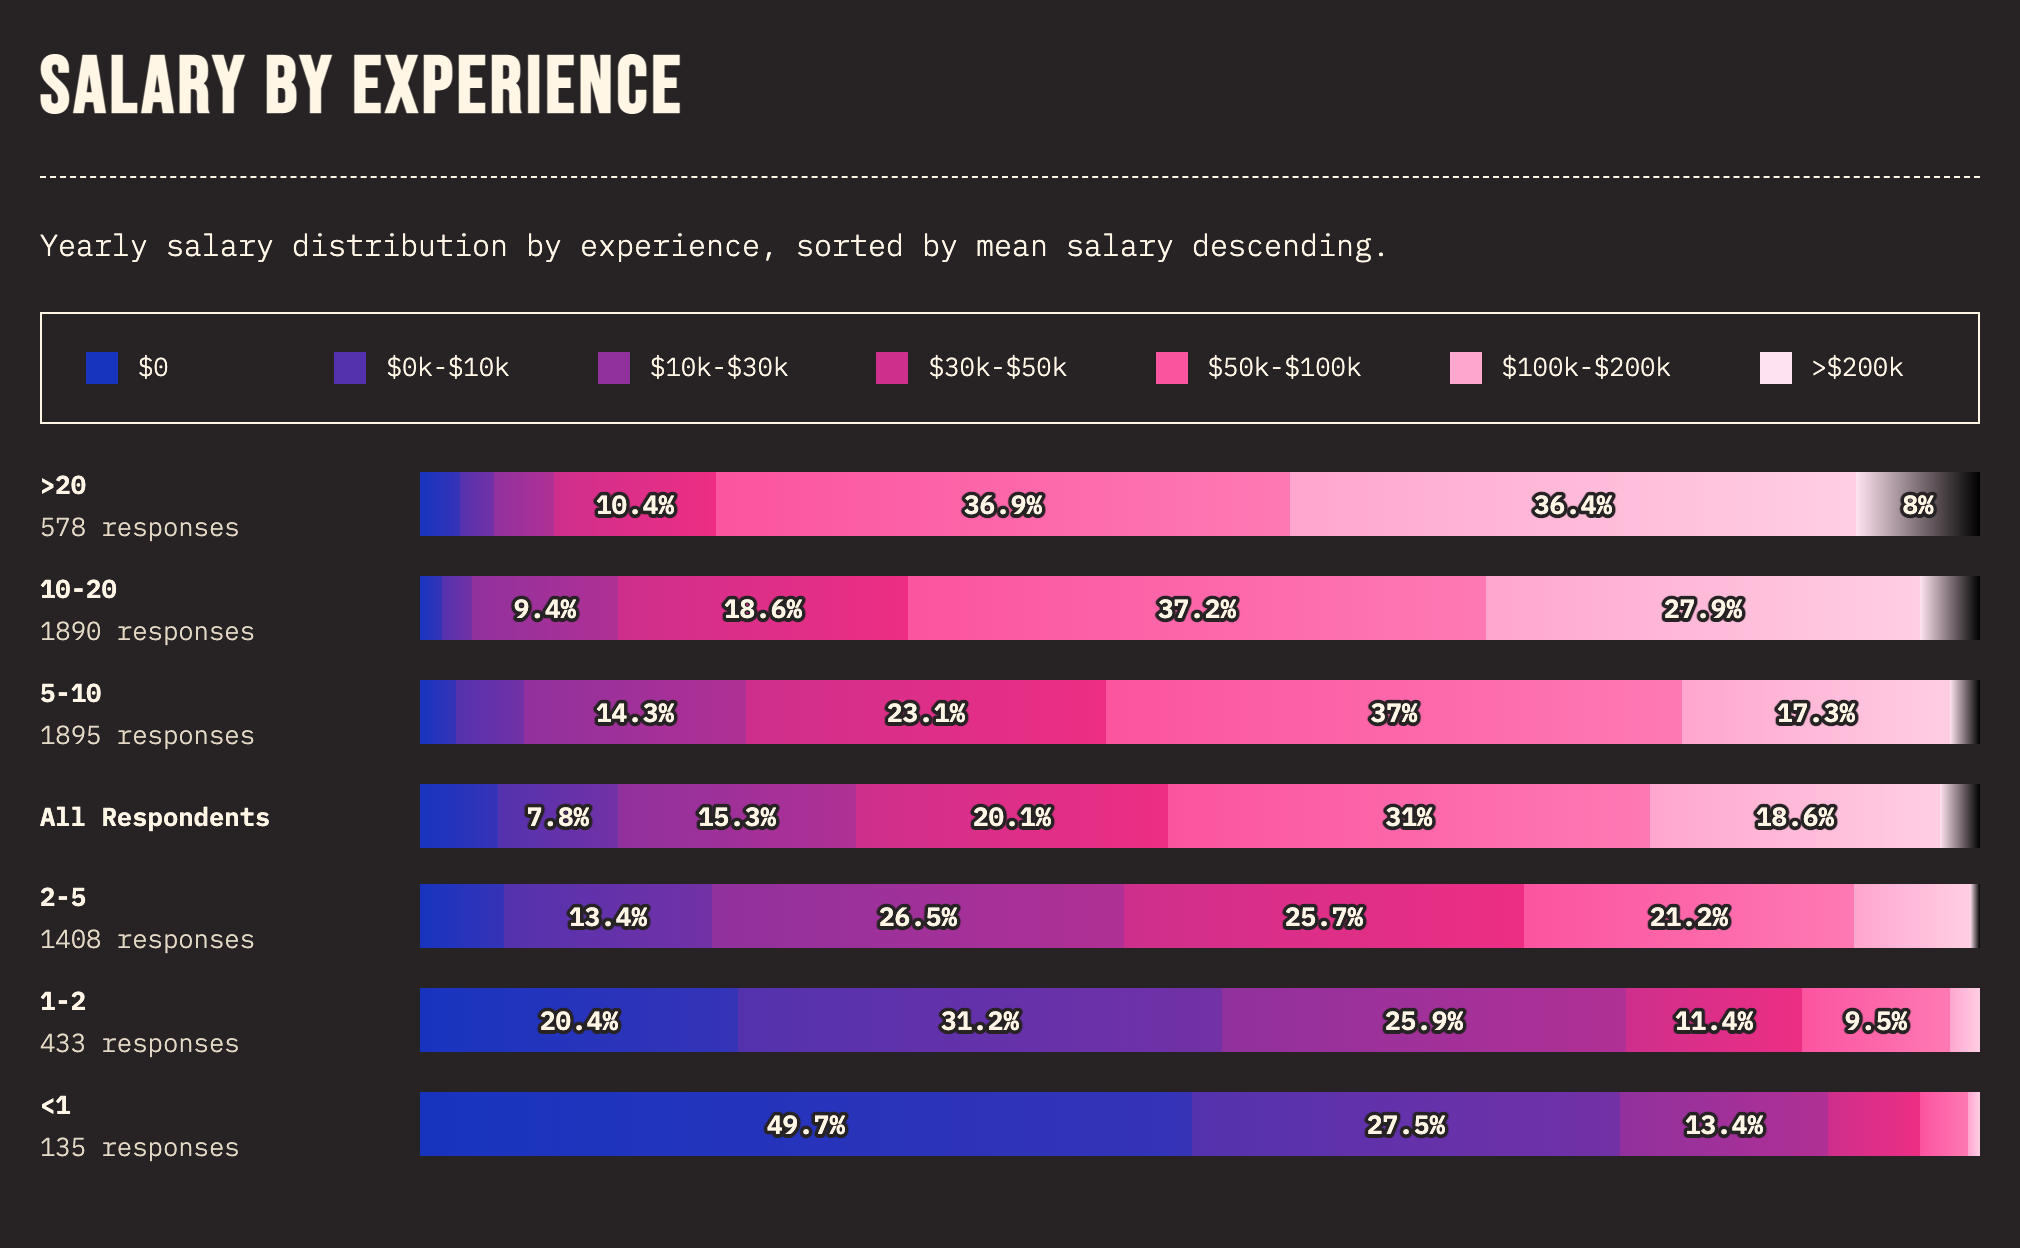 SALARY BY EXPERIENCE
Yearly salary distribution by experience, sorted by mean salary descending.
$0 $0k-$10k $10k-$30k $30k-$50k $50k-$100k $100k-$200k >$200k
>20
578 responses
10.4% 36.9% 36.4% 8%
10-20
1890 responses
9.4% 18.6% 37.2% 27.9%
5-10
1895 responses
14.3% 23.1% 37% 17.3%
All Respondents
7.8% 15.3% 20.1% 31% 18.6%
2-5
1408 responses
13.4% 26.5% 25.7% 21.2%
1-2
433 responses
20.4% 31.2% 25.9% 11.4% 9.5%
<1
135 responses
49.7% 27.5% 13.4%